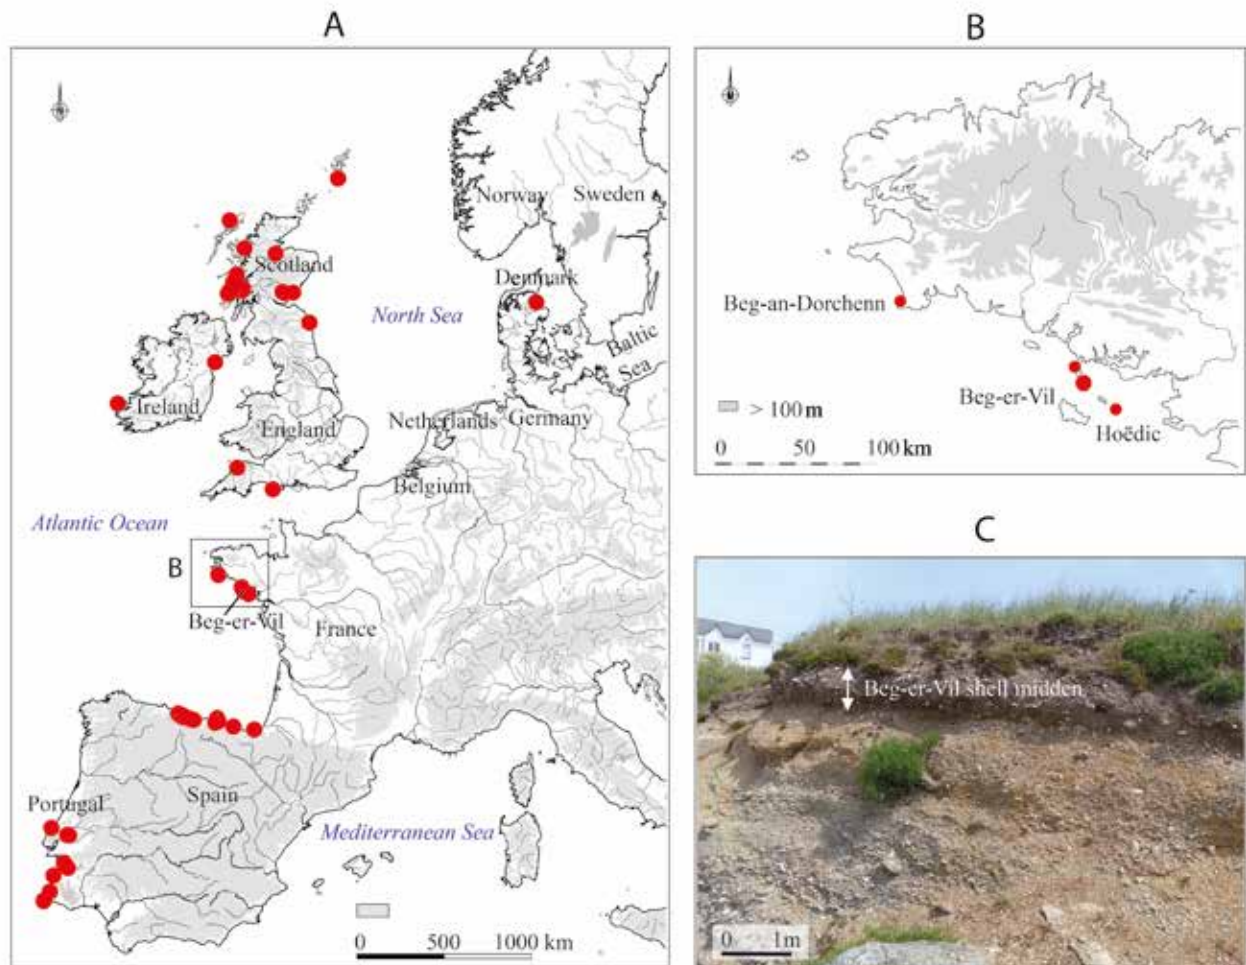 A
Norway
Sweden
Scotland
Denmark
North Sea
Baltic
Sea
Ireland
England
Netherlands
Germany
Belgium
Atlantic Ocean
B
Beg-er-Vil
France
Portugal
Spain
Mediterranean Sea
0 500 1000 km
B
Beg-an-Dorchenn
Beg-er-Vil
Hoëdic
> 100 m
0 50 100 km
C
Beg-er-Vil shell midden
0 1m